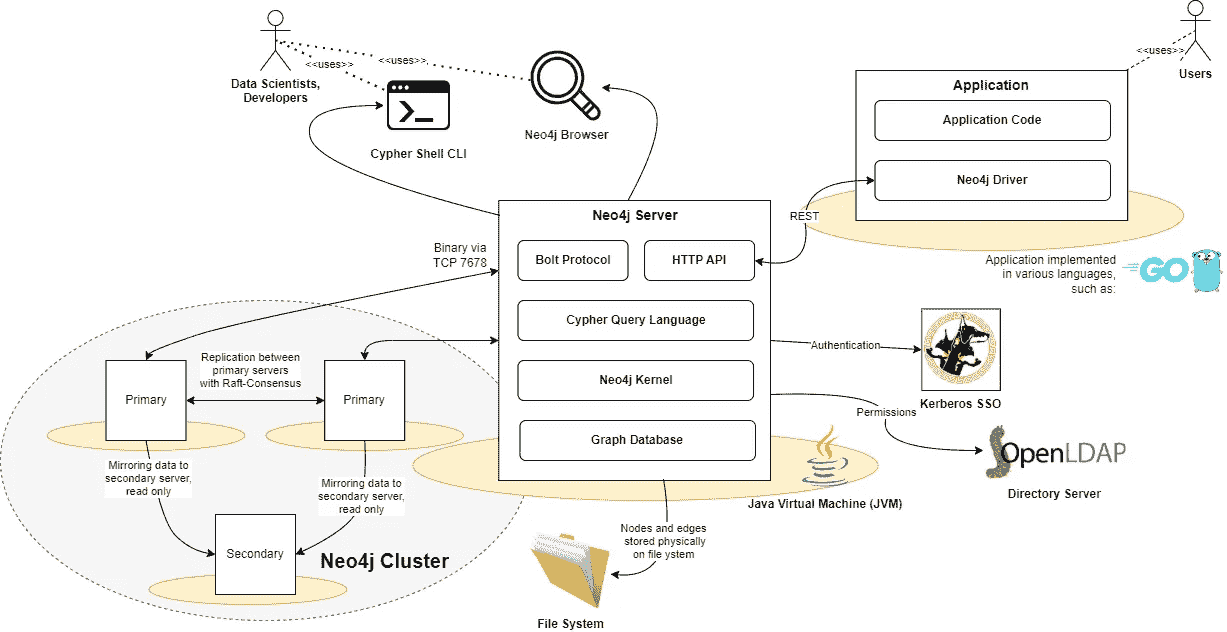 <<uses>>
<<uses>>
Data Scientists,
Developers
Cypher Shell CLI
Neo4j Browser
<<uses>>
Users
Application
Application Code
Neo4j Driver
REST
Application implemented
in various languages,
such as:
GO
Neo4j Server
Bolt Protocol
HTTP API
Cypher Query Language
Neo4j Kernel
Graph Database
Binary via
TCP 7678
Authentication
Kerberos SSO
Permissions
OpenLDAP
Directory Server
Java Virtual Machine (JVM)
Replication between
primary servers
with Raft-Consensus
Primary
Primary
Mirroring data to
secondary server,
read only
Mirroring data to
secondary server,
read only
Secondary
Neo4j Cluster
Nodes and edges
stored physically
on file ystem
File System